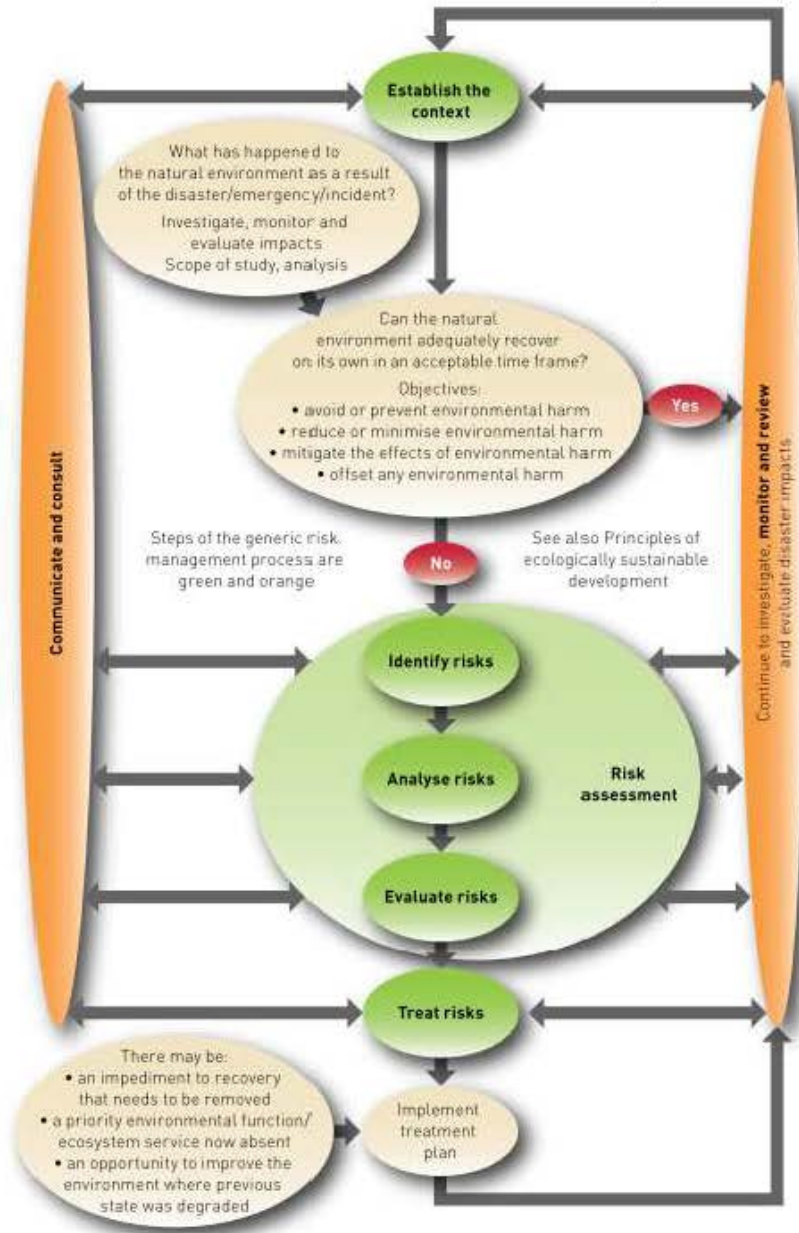 Establish the
context
What has happened to
the natural environment as a result
of the disaster/emergency/incident?
Investigate, monitor and
evaluate impacts
Scope of study, analysis
Can the natural
environment adequately recover
on its own in an acceptable time frame?
Objectives:
• avoid or prevent environmental harm
• reduce or minimise environmental harm
• mitigate the effects of environmental harm
• offset any environmental harm
Yes
Communicate and consult
Continue to investigate, monitor and review
and evaluate disaster impacts
Steps of the generic risk
management process are
green and orange
No
See also Principles of
ecologically sustainable
development
Identify risks
Analyse risks
Risk
assessment
Evaluate risks
Treat risks
There may be:
• an impediment to recovery
that needs to be removed
• a priority environmental function/
ecosystem service now absent
• an opportunity to improve the
environment where previous
state was degraded
Implement
treatment
plan